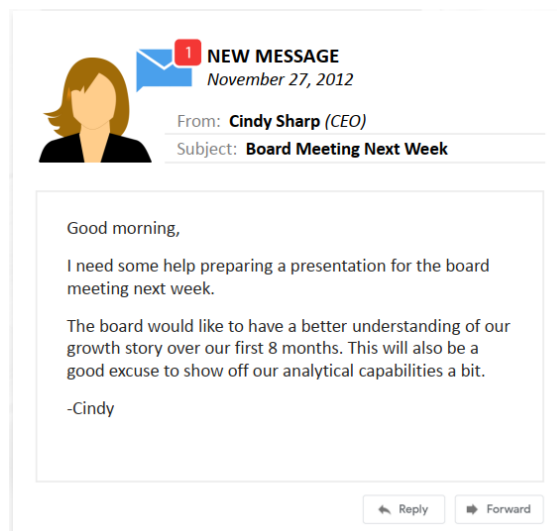 1
NEW MESSAGE
November 27, 2012
From: Cindy Sharp (CEO)
Subject: Board Meeting Next Week
Good morning,
I need some help preparing a presentation for the board
meeting next week.
The board would like to have a better understanding of our
growth story over our first 8 months. This will also be a
good excuse to show off our analytical capabilities a bit.
-Cindy
Reply
Forward